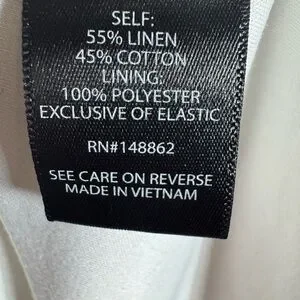 SELF:
55% LINEN
45% COTTON
LINING:
100% POLYESTER
EXCLUSIVE OF ELASTIC
RN#148862
SEE CARE ON REVERSE
MADE IN VIETNAM